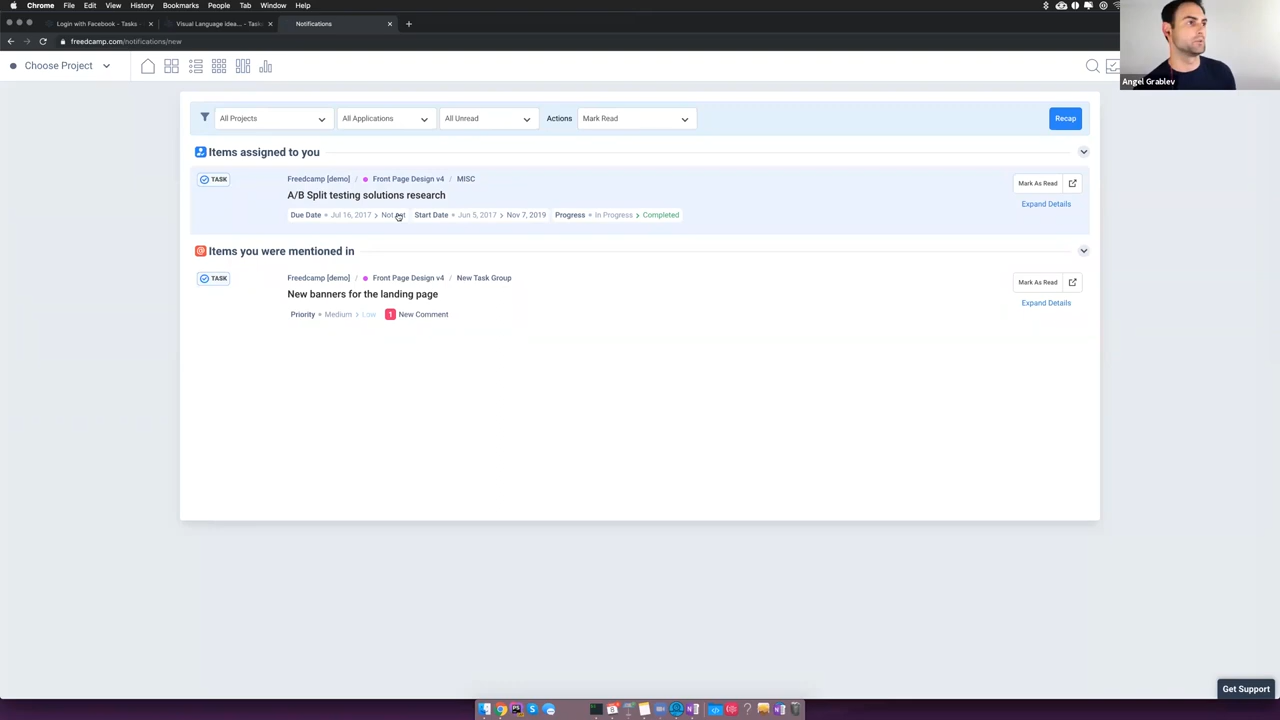 Chrome File Edit View History Bookmarks People Tab Window Help
Login with Facebook - Tasks - Visual Language idea... - Tasks Notifications
freedcamp.com/notifications/new
Choose Project
Angel Grablev
All Projects All Applications All Unread Actions Mark Read Recap
Items assigned to you
TASK Freedcamp [demo] / Front Page Design v4 / MISC Mark As Read
A/B Split testing solutions research
Expand Details
Due Date Jul 16, 2017 > Not Start Date Jun 5, 2017 > Nov 7, 2019 Progress In Progress > Completed
Items you were mentioned in
TASK Freedcamp [demo] / Front Page Design v4 / New Task Group Mark As Read
New banners for the landing page
Expand Details
Priority Medium > Low 1 New Comment
Get Support